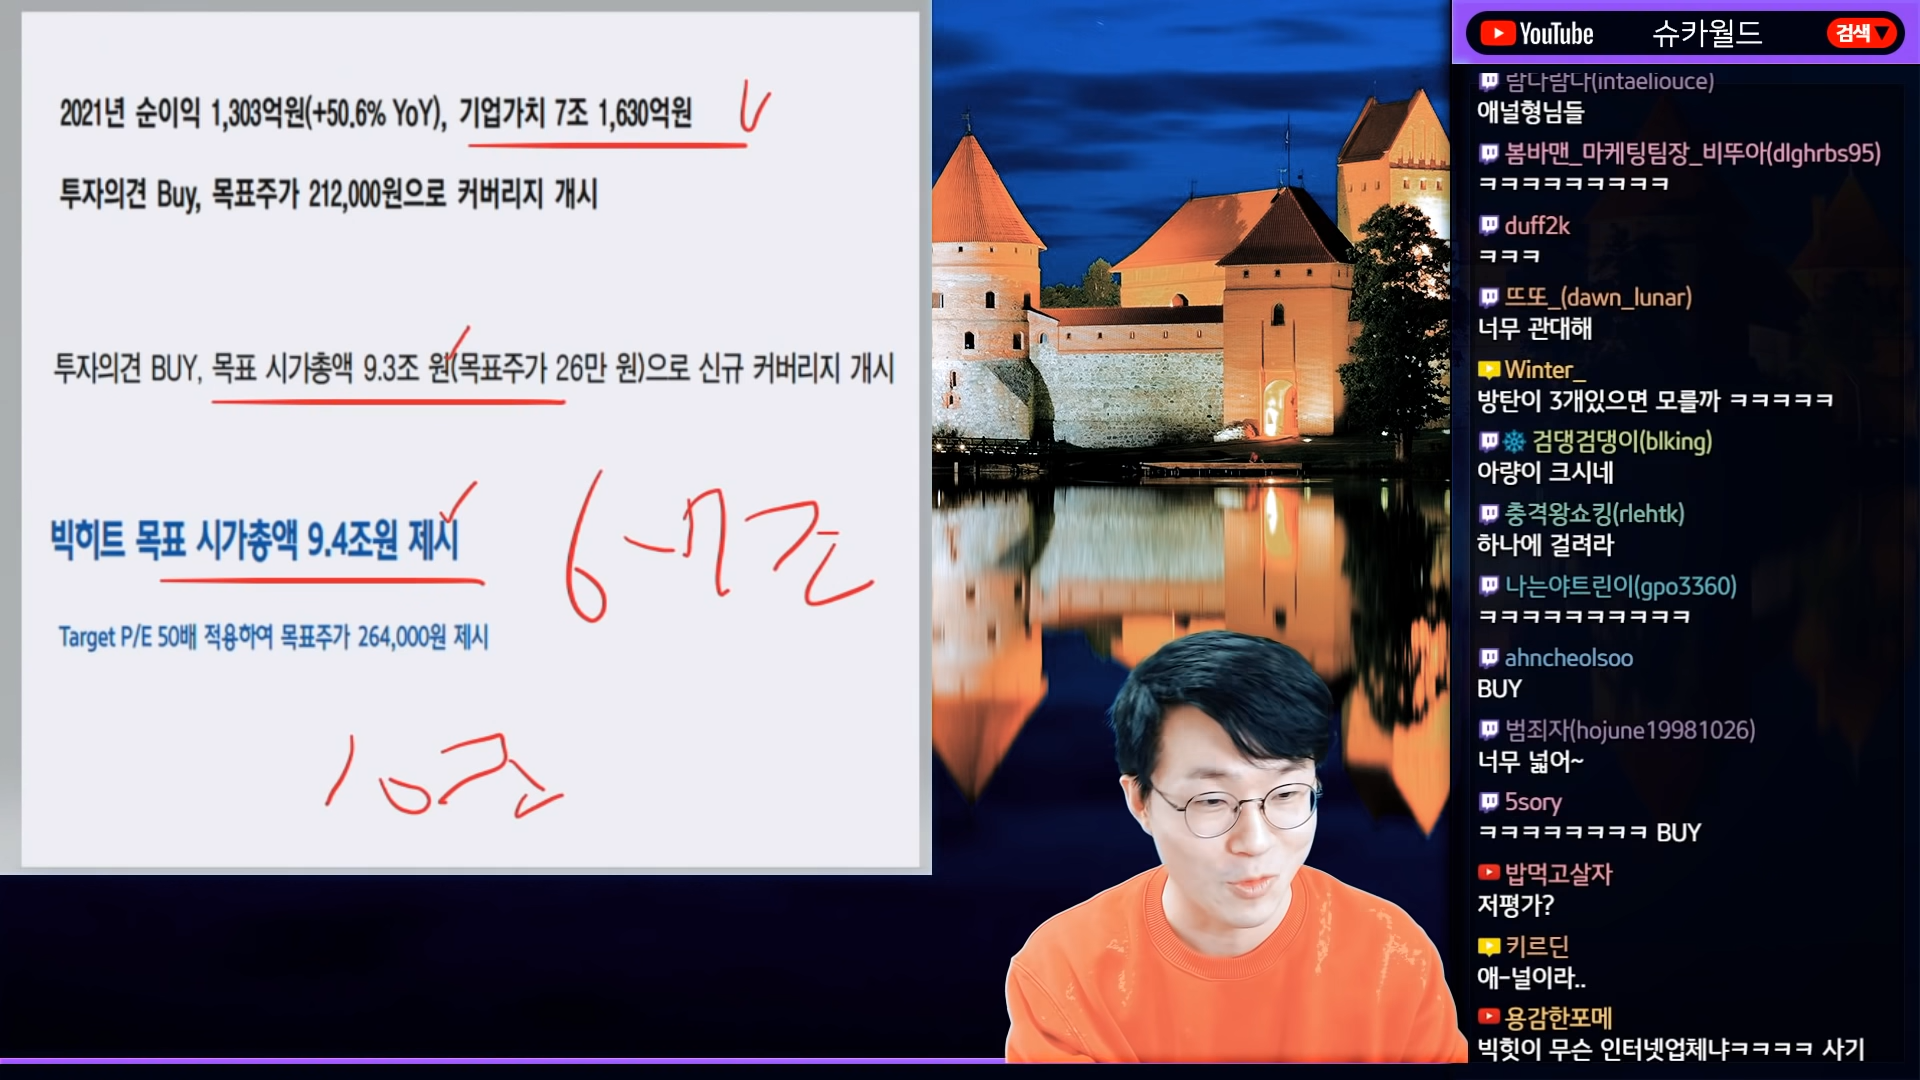 2021년 순이익 1,303억원(+50.6% YoY), 기업가치 7조 1,630억원
투자의견 Buy, 목표주가 212,000원으로 커버리지 개시
투자의견 BUY, 목표 시가총액 9.3조 원(목표주가 26만 원)으로 신규 커버리지 개시
빅히트 목표 시가총액 9.4조원 제시
6~7조
Target P/E 50배 적용하여 목표주가 264,000원 제시
10조
YouTube 슈카월드 검색▼
람다람다(intaeliouce)
애널형님들
봄바맨_마케팅팀장_비뚜아(dlghrbs95)
ㅋㅋㅋㅋㅋㅋㅋㅋㅋ
duff2k
ㅋㅋㅋ
뜨또_(dawn_lunar)
너무 관대해
Winter_
방탄이 3개있으면 모를까 ㅋㅋㅋㅋㅋ
검댕검댕이(blking)
아량이 크시네
충격왕쇼킹(rlehtk)
하나에 걸려라
나는야트린이(gpo3360)
ㅋㅋㅋㅋㅋㅋㅋㅋㅋㅋ
ahncheolsoo
BUY
범죄자(hojune19981026)
너무 넓어~
5sory
ㅋㅋㅋㅋㅋㅋㅋㅋ BUY
밥먹고살자
저평가?
키르딘
애-널이라..
용감한포메
빅힛이 무슨 인터넷업체냐ㅋㅋㅋㅋ 사기